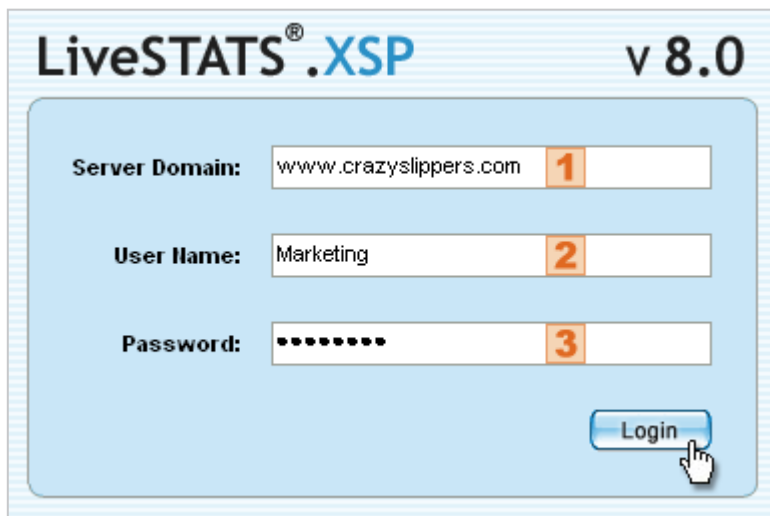 LiveSTATS®.XSP v 8.0
Server Domain: www.crazyslippers.com 1
User Name: Marketing 2
Password: •••••••• 3
Login